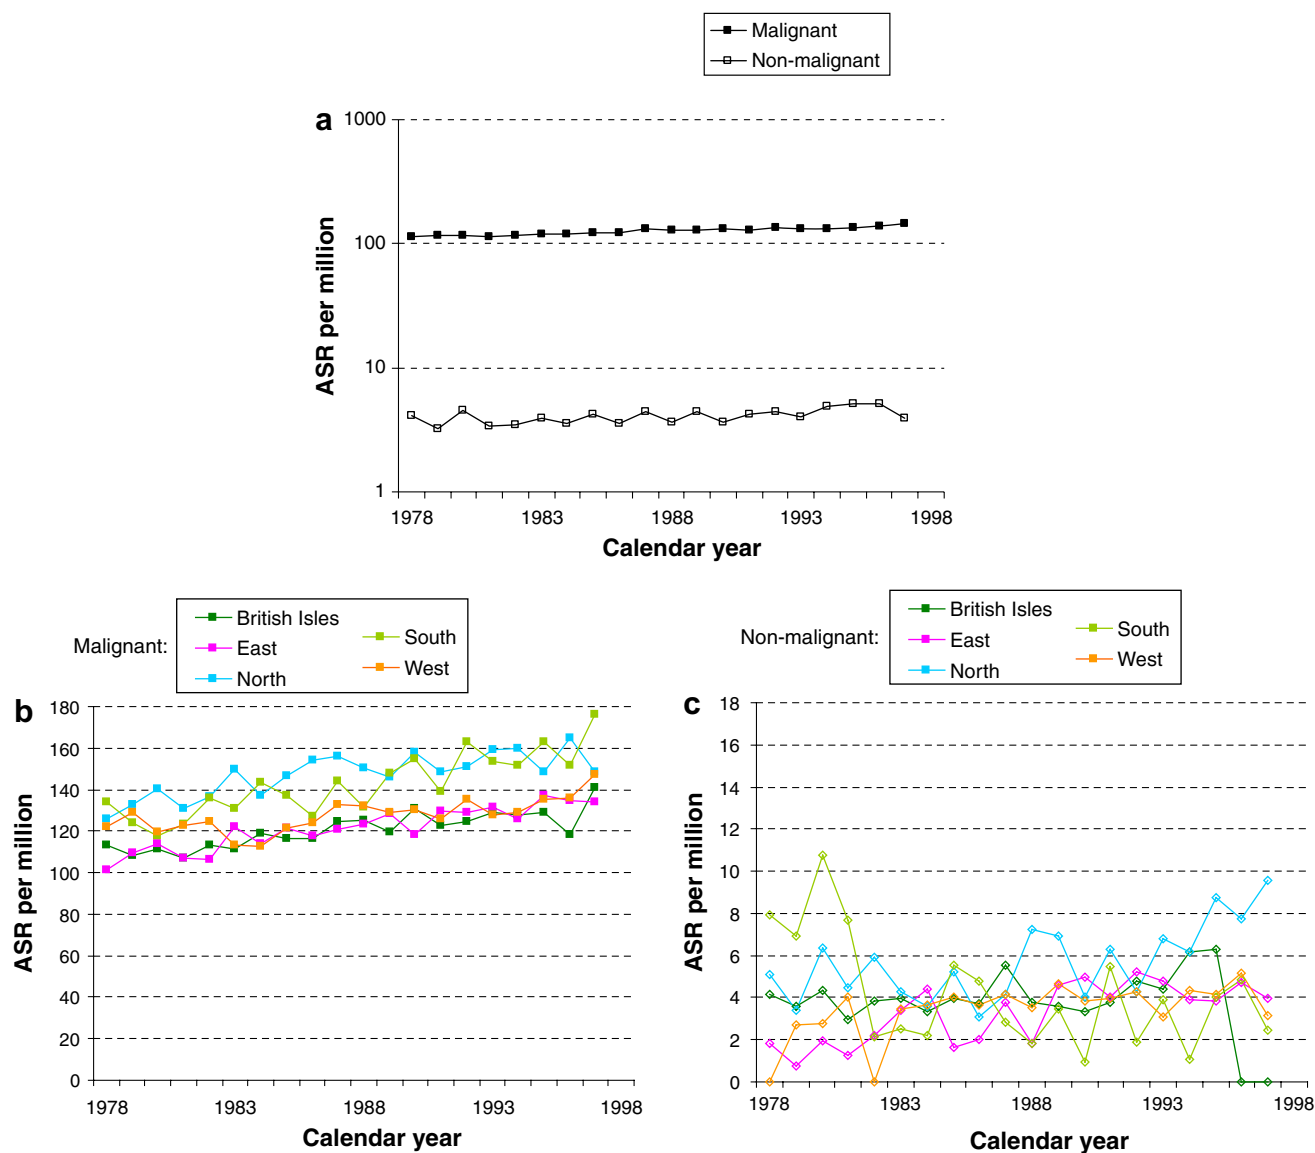 Malignant
Non-malignant
a
1000
100
10
1
ASR per million
1978 1983 1988 1993 1998
Calendar year
Malignant:
British Isles
East
North
South
West
b
180
160
140
120
100
80
60
40
20
0
ASR per million
1978 1983 1988 1993 1998
Calendar year
Non-malignant:
British Isles
East
North
South
West
c
18
16
14
12
10
8
6
4
2
0
ASR per million
1978 1983 1988 1993 1998
Calendar year